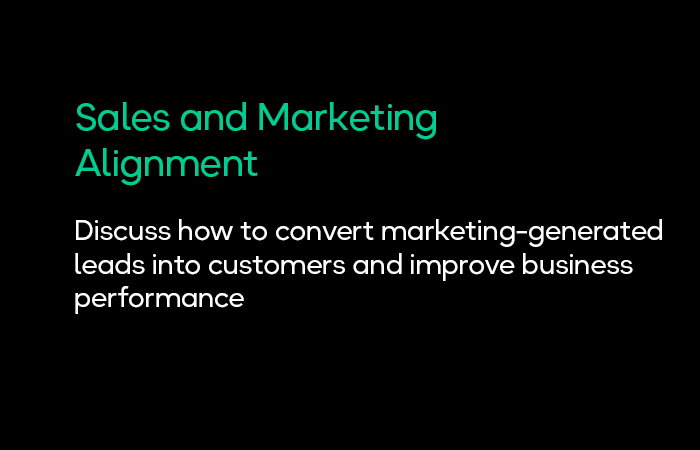 Sales and Marketing
Alignment
Discuss how to convert marketing-generated
leads into customers and improve business
performance